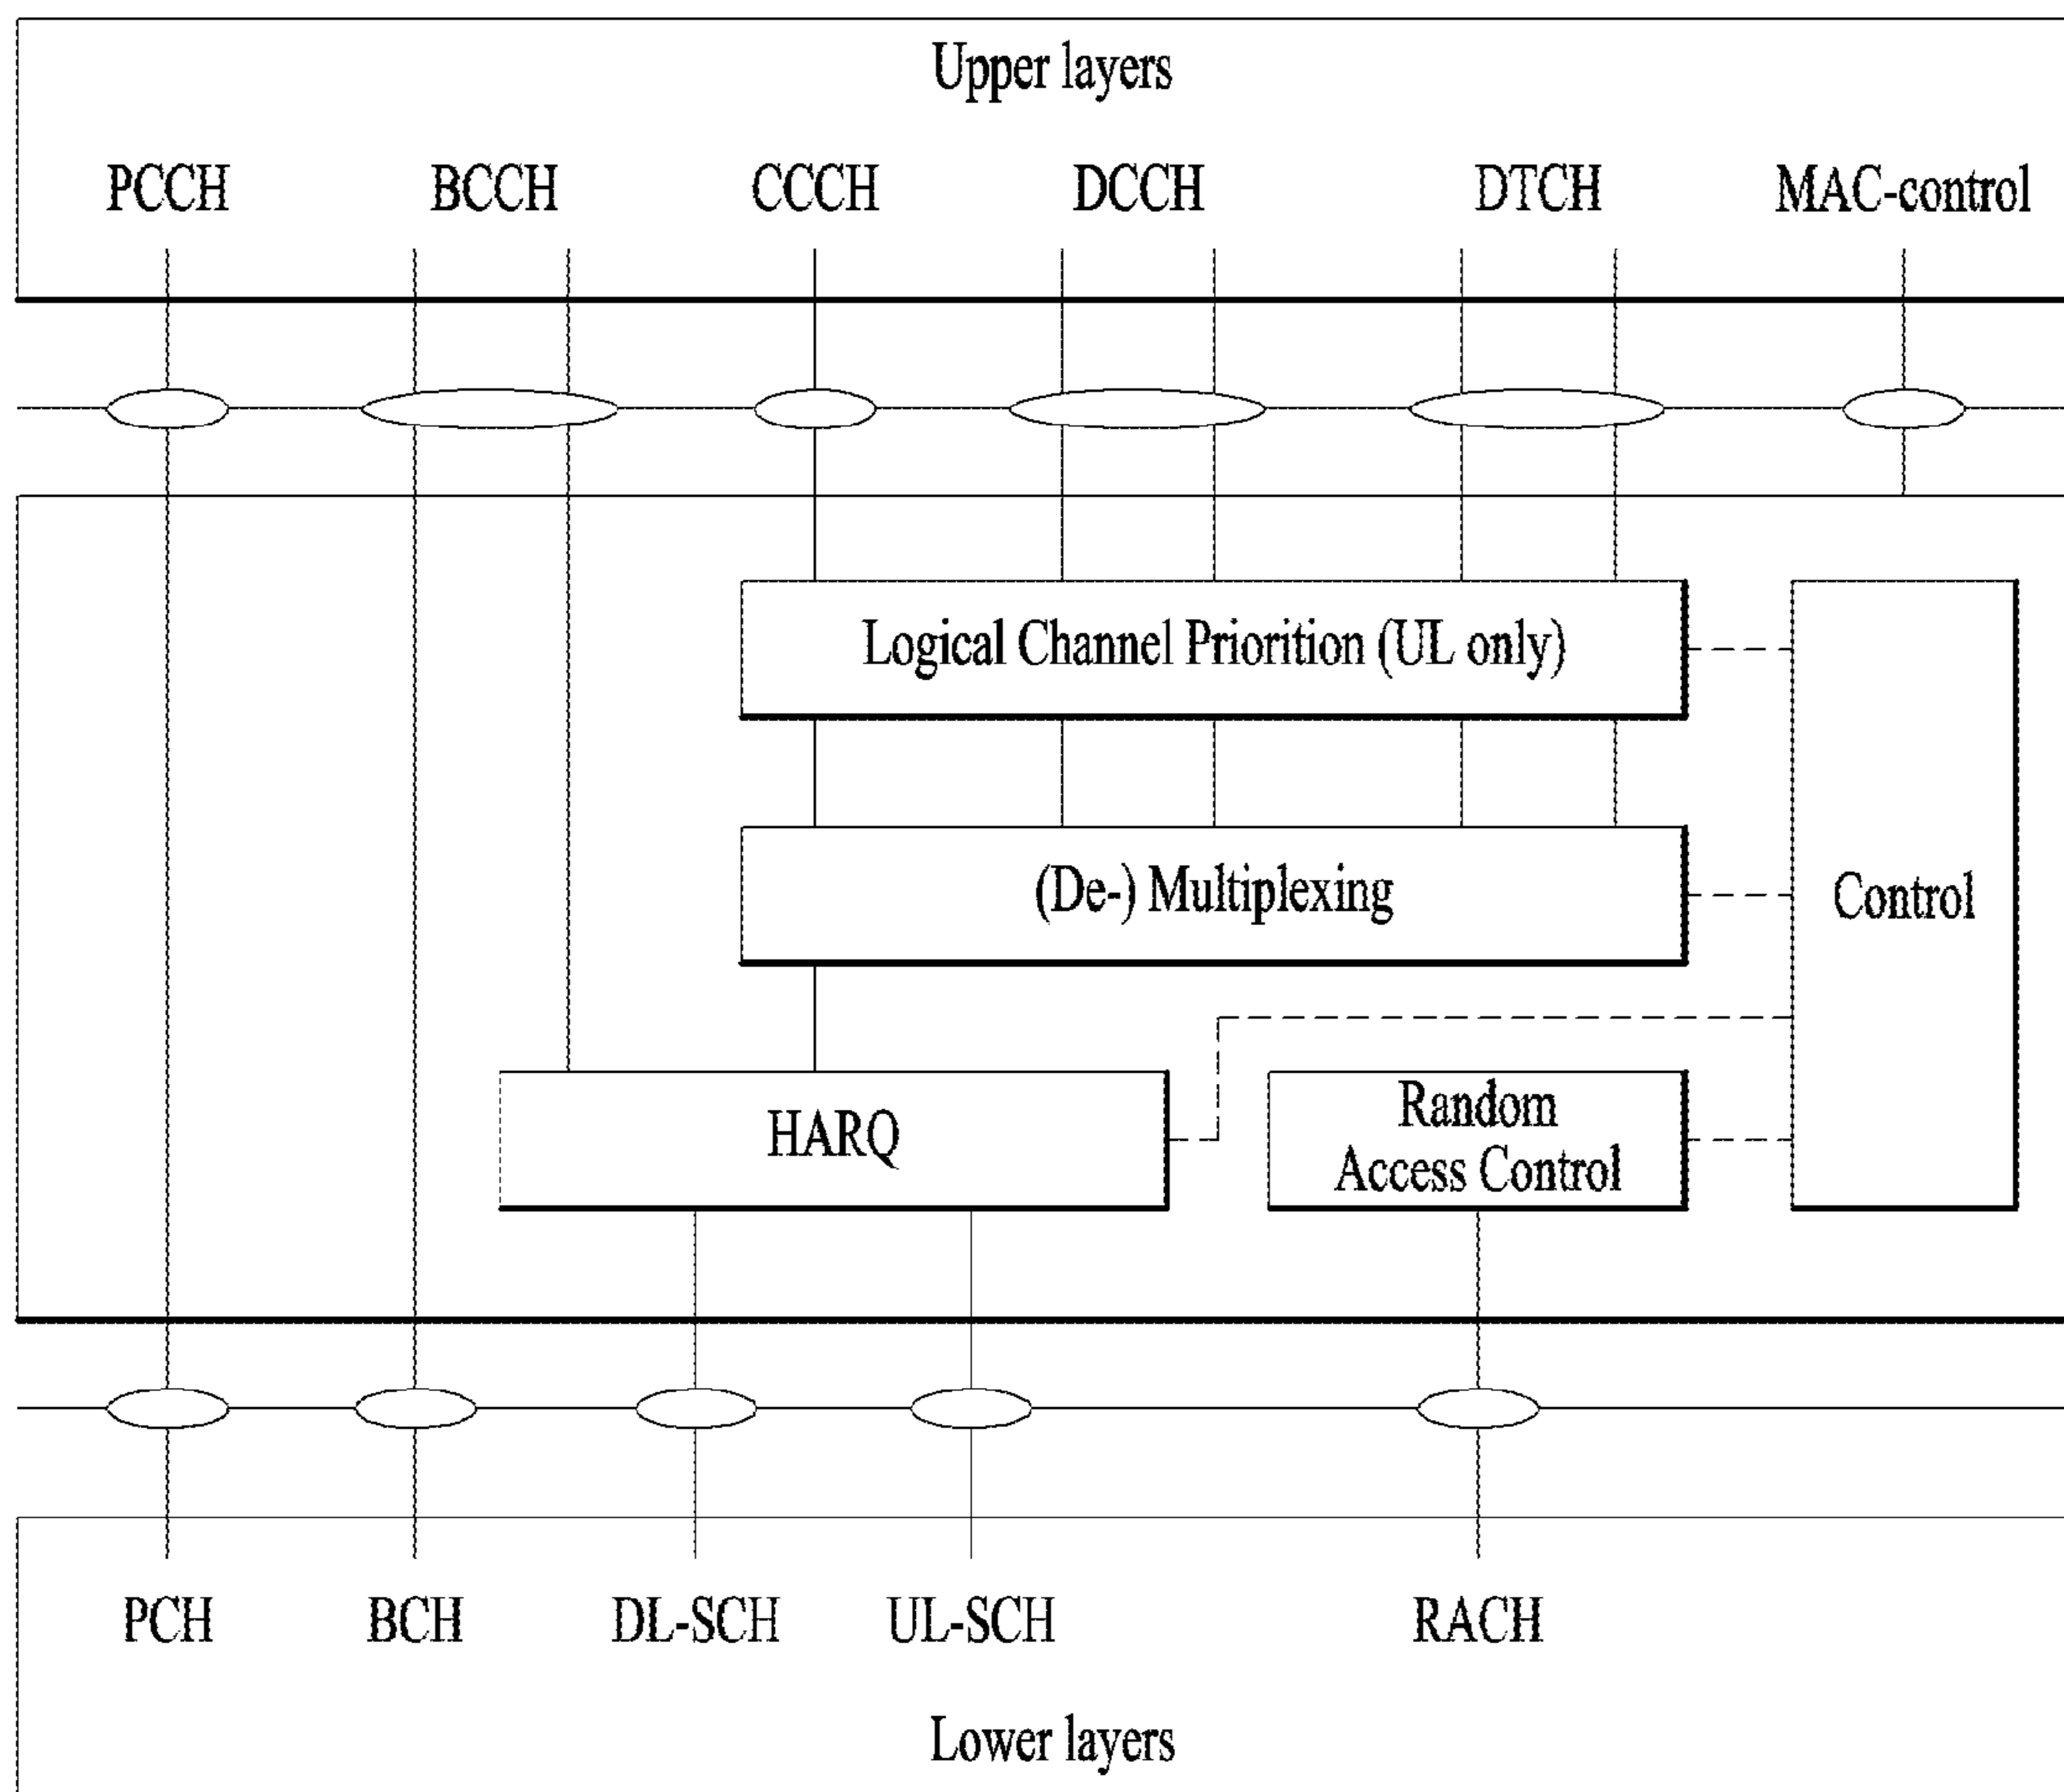 Upper layers
PCCH BCCH CCCH DCCH DTCH MAC-control
Logical Channel Priorition (UL only)
(De-) Multiplexing
Control
HARQ
Random
Access Control
PCH BCH DL-SCH UL-SCH RACH
Lower layers